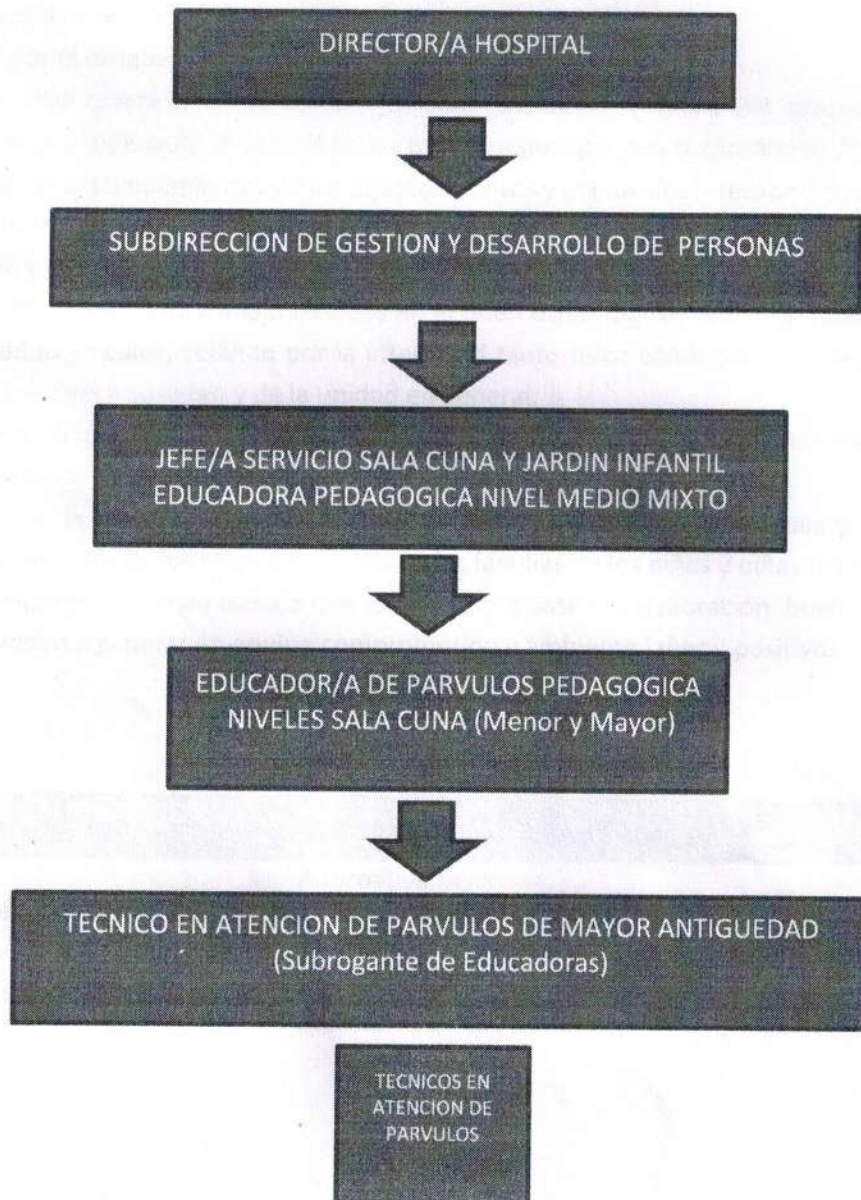 DIRECTOR/A HOSPITAL
SUBDIRECCION DE GESTION Y DESARROLLO DE PERSONAS
JEFE/A SERVICIO SALA CUNA Y JARDIN INFANTIL
EDUCADORA PEDAGOGICA NIVEL MEDIO MIXTO
EDUCADOR/A DE PARVULOS PEDAGOGICA
NIVELES SALA CUNA (Menor y Mayor)
TECNICO EN ATENCION DE PARVULOS DE MAYOR ANTIGUEDAD
(Subrogante de Educadoras)
TECNICOS EN
ATENCION DE
PARVULOS